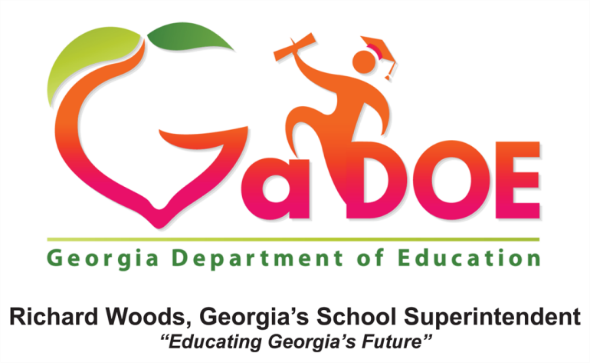 GaDOE
Georgia Department of Education
Richard Woods, Georgia’s School Superintendent
“Educating Georgia’s Future”